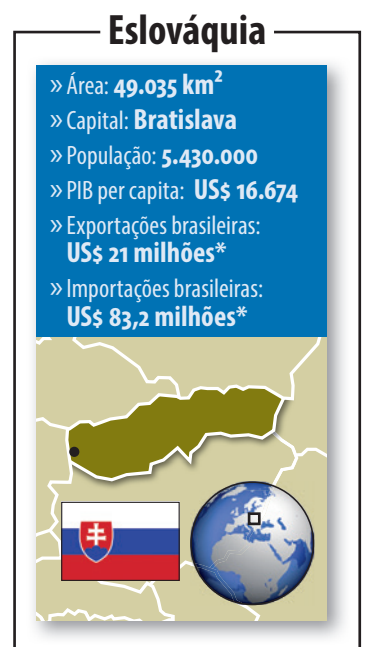 Eslováquia
» Área: 49.035 km²
» Capital: Bratislava
» População: 5.430.000
» PIB per capita: US$ 16.674
» Exportações brasileiras:
US$ 21 milhões*
» Importações brasileiras:
US$ 83,2 milhões*